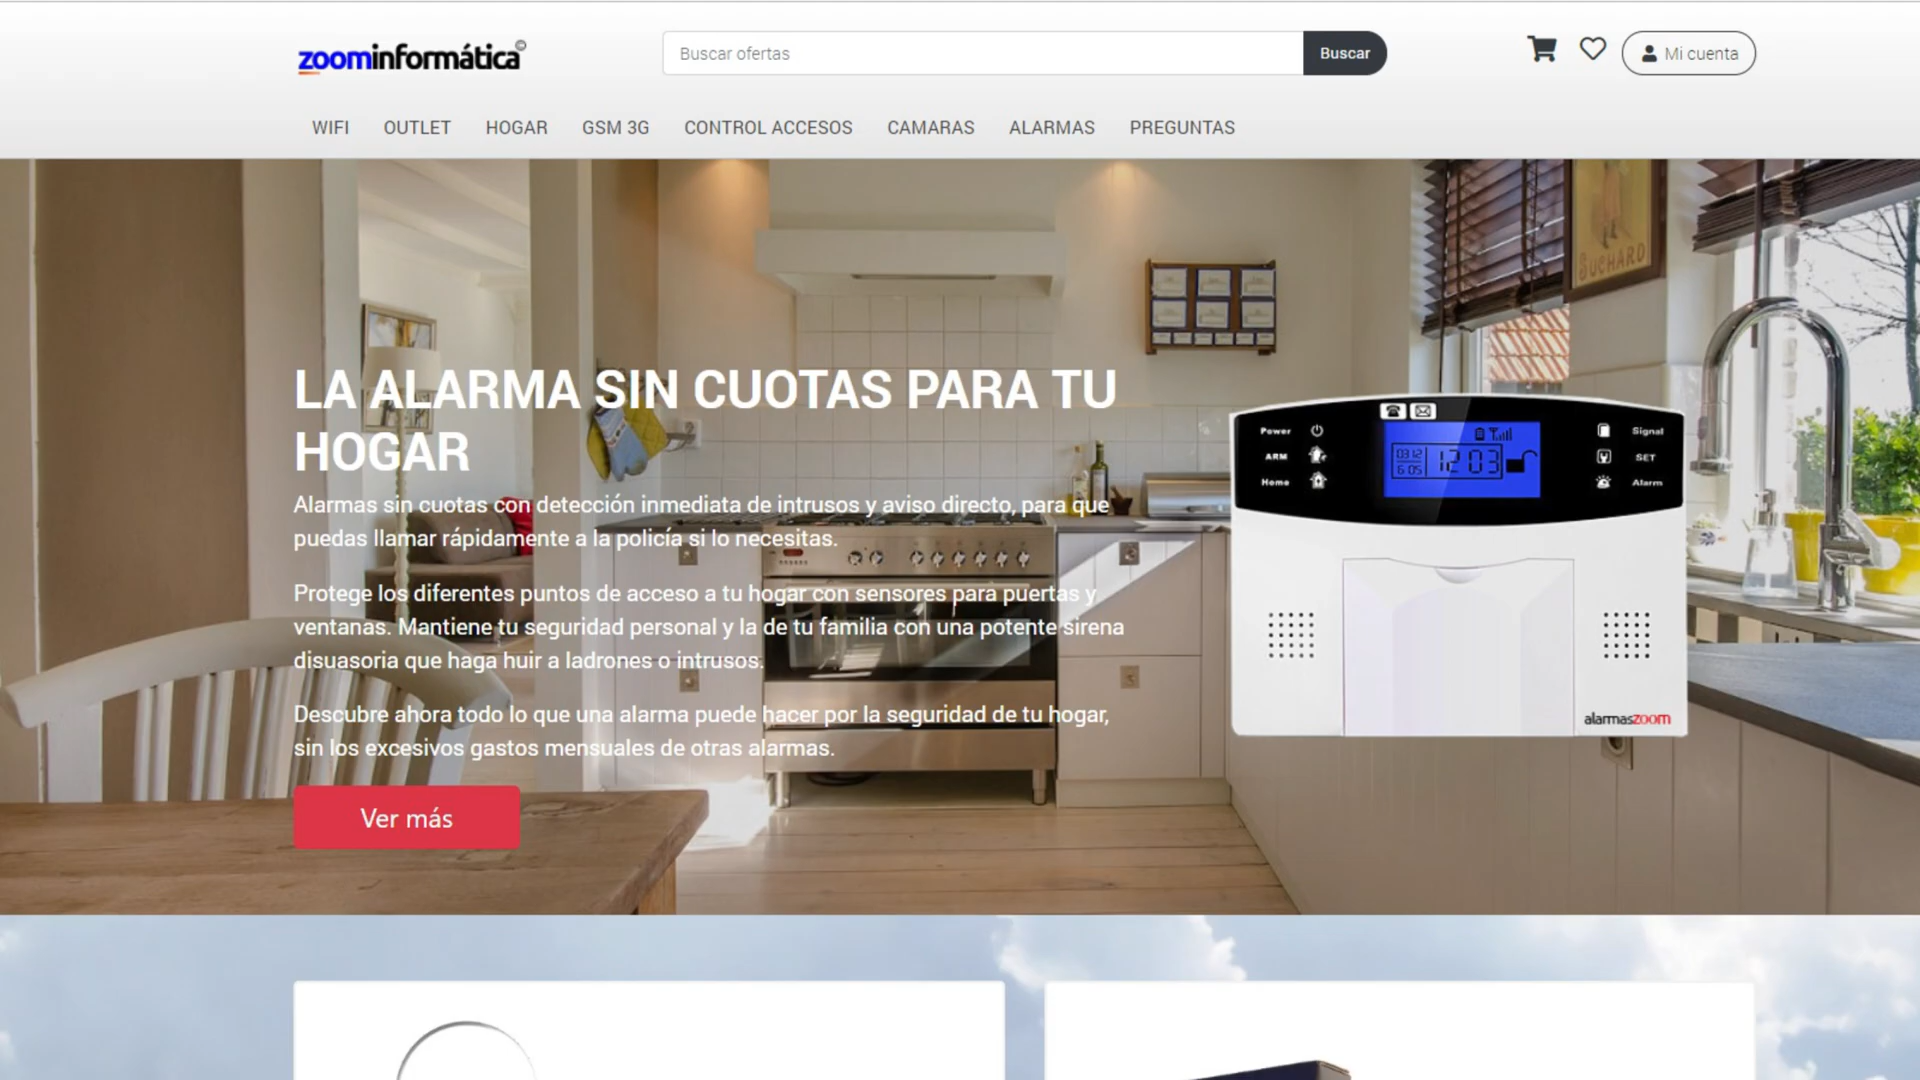 zoominformática©
Buscar ofertas
Buscar
Mi cuenta
WIFI
OUTLET
HOGAR
GSM 3G
CONTROL ACCESOS
CAMARAS
ALARMAS
PREGUNTAS
SUCHARD
LA ALARMA SIN CUOTAS PARA TU
HOGAR
Alarmas sin cuotas con detección inmediata de intrusos y aviso directo, para que
puedas llamar rápidamente a la policía si lo necesitas.
Protege los diferentes puntos de acceso a tu hogar con sensores para puertas y
ventanas. Mantiene tu seguridad personal y la de tu familia con una potente sirena
disuasoria que haga huir a ladrones o intrusos.
Descubre ahora todo lo que una alarma puede hacer por la seguridad de tu hogar,
sin los excesivos gastos mensuales de otras alarmas.
Ver más
Power
ARM
Home
03 12
6 05
12 03
Signal
SET
Alarm
alarmaszoom